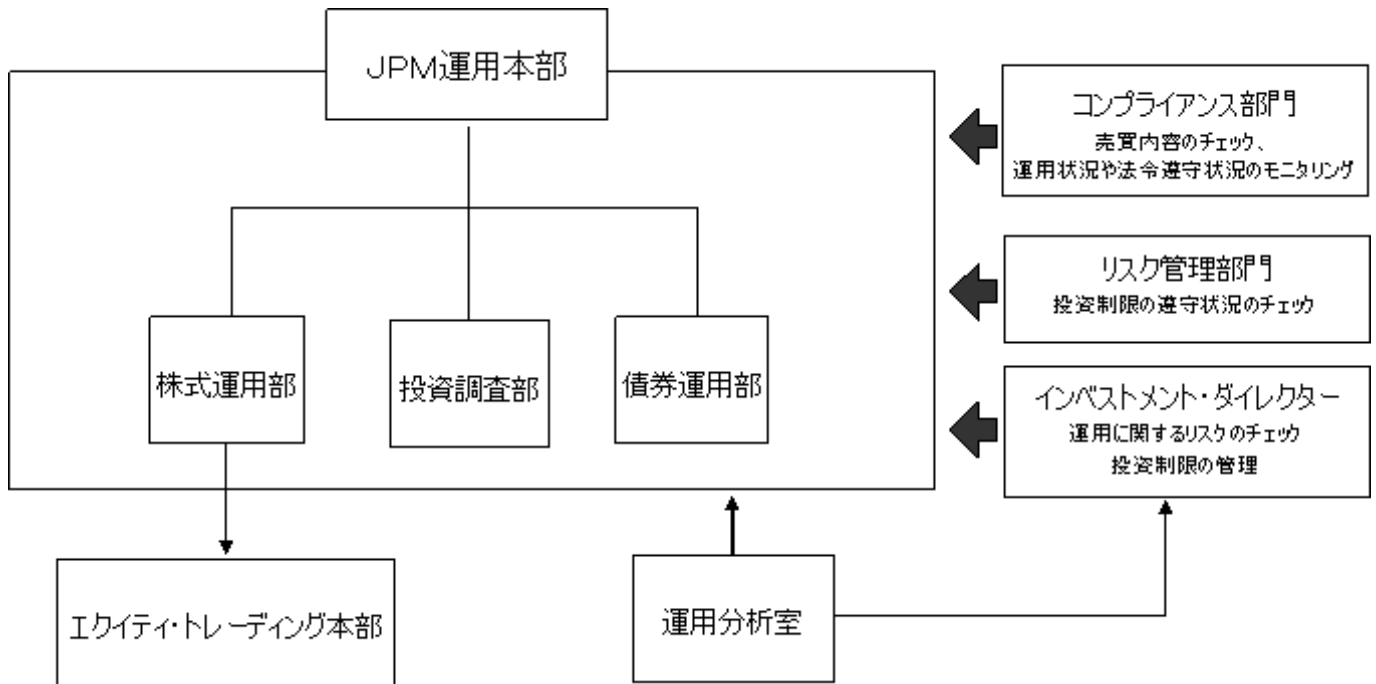 JPM運用本部
コンプライアンス部門
売買内容のチェック、
運用状況や法令遵守状況のモニタリング
リスク管理部門
投資制限の遵守状況のチェック
株式運用部
投資調査部
債券運用部
インベストメント・ダイレクター
運用に関するリスクのチェック
投資制限の管理
エクイティ・トレーディング本部
運用分析室